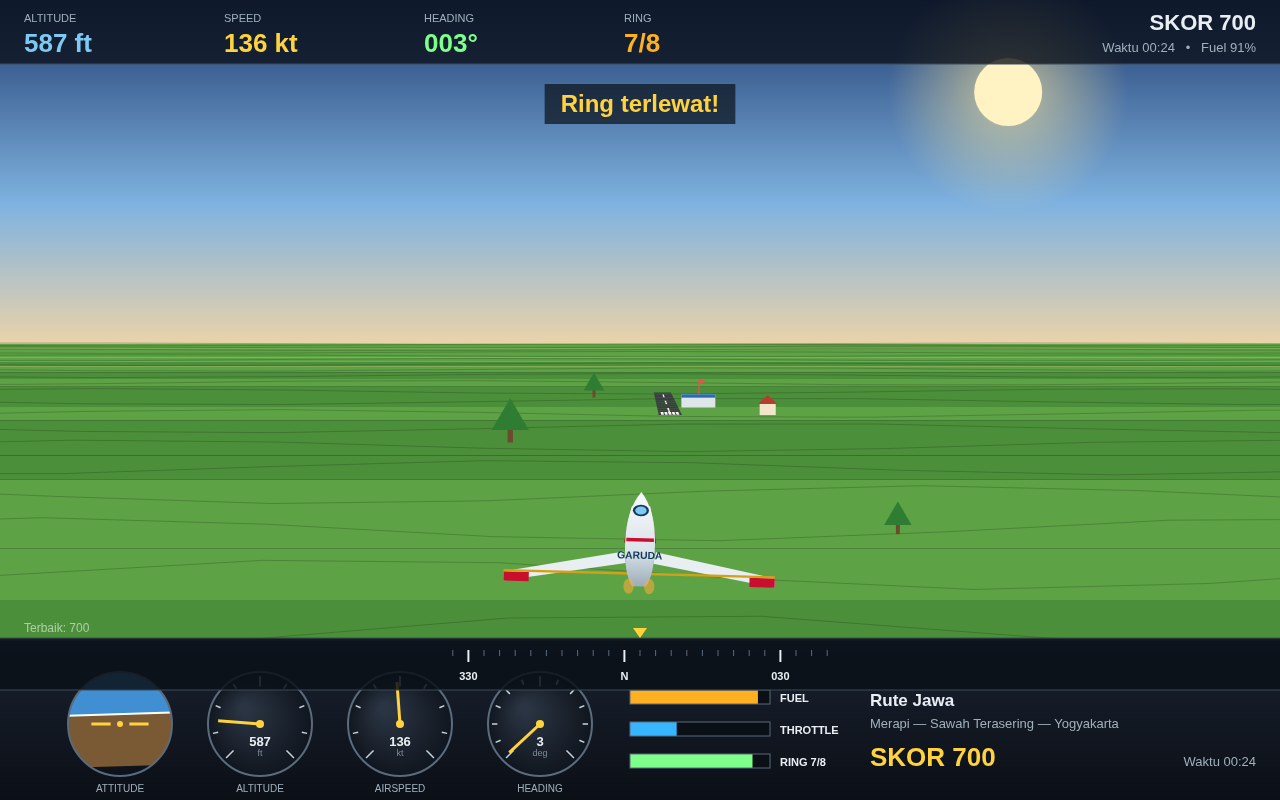 ALTITUDE SPEED HEADING RING
587 ft 136 kt 003° 7/8
SKOR 700
Waktu 00:24 • Fuel 91%
Ring terlewat!
GARUDA
Terbaik: 700
330 N 030
587
ft
136
kt
3
deg
ATTITUDE ALTITUDE AIRSPEED HEADING
FUEL
THROTTLE
RING 7/8
Rute Jawa
Merapi — Sawah Terasering — Yogyakarta
SKOR 700
Waktu 00:24